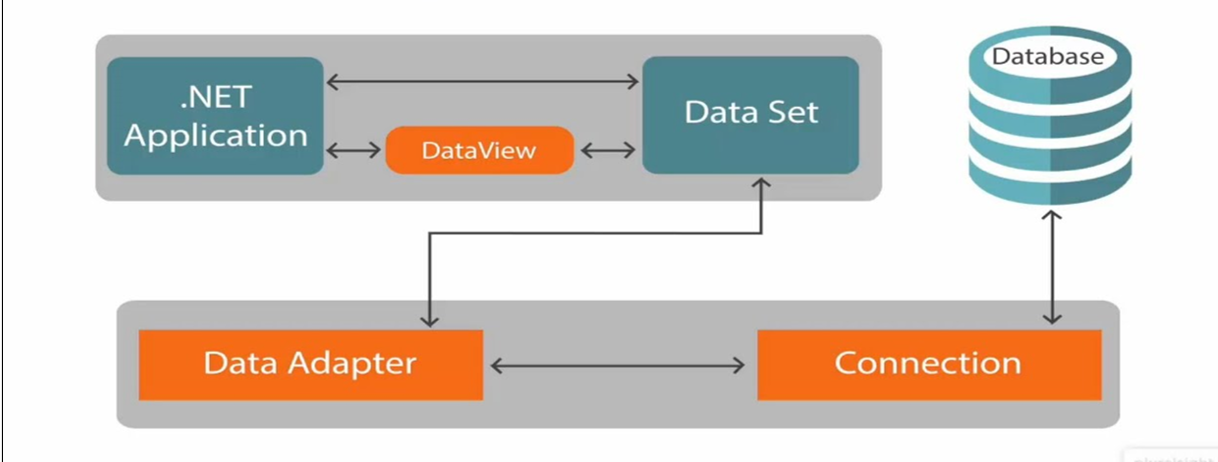 .NET
Application
DataView
Data Set
Database
Data Adapter
Connection